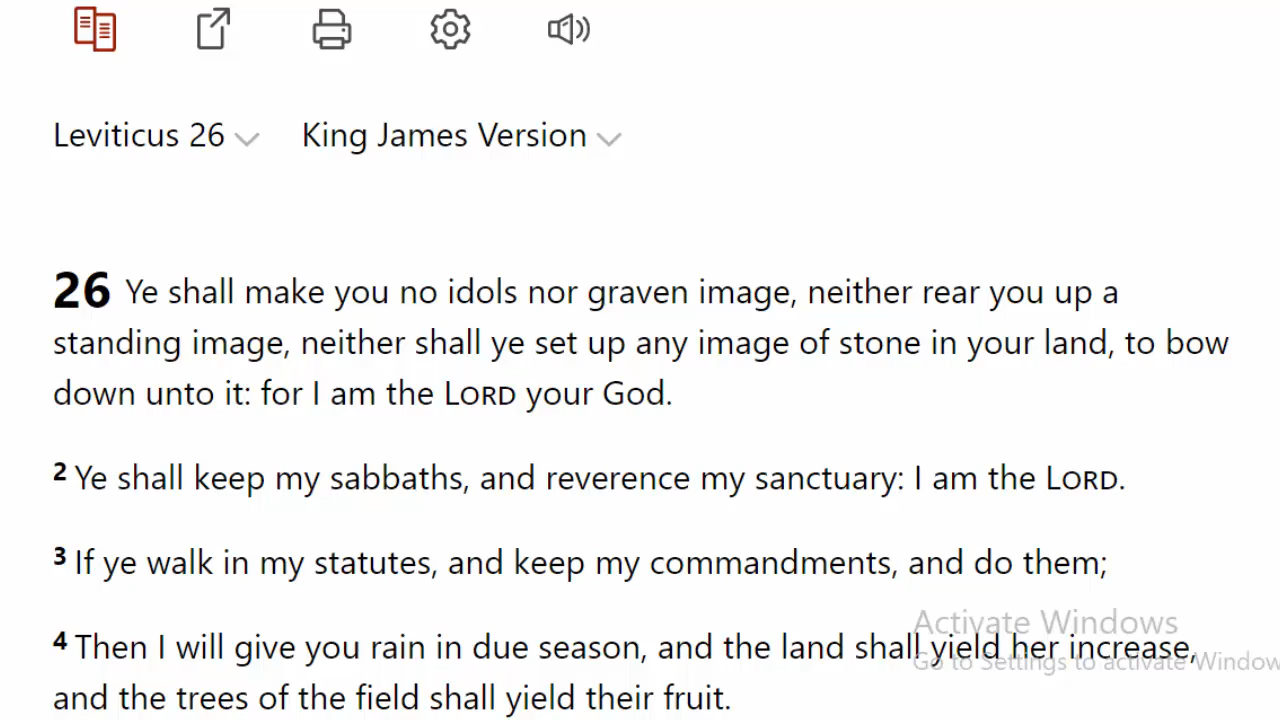 Leviticus 26 King James Version
26 Ye shall make you no idols nor graven image, neither rear you up a
standing image, neither shall ye set up any image of stone in your land, to bow
down unto it: for I am the LORD your God.
2 Ye shall keep my sabbaths, and reverence my sanctuary: I am the LORD.
3 If ye walk in my statutes, and keep my commandments, and do them;
Activate Windows
4 Then I will give you rain in due season, and the land shall yield her increase,
Go to Settings to activate Window
and the trees of the field shall yield their fruit.